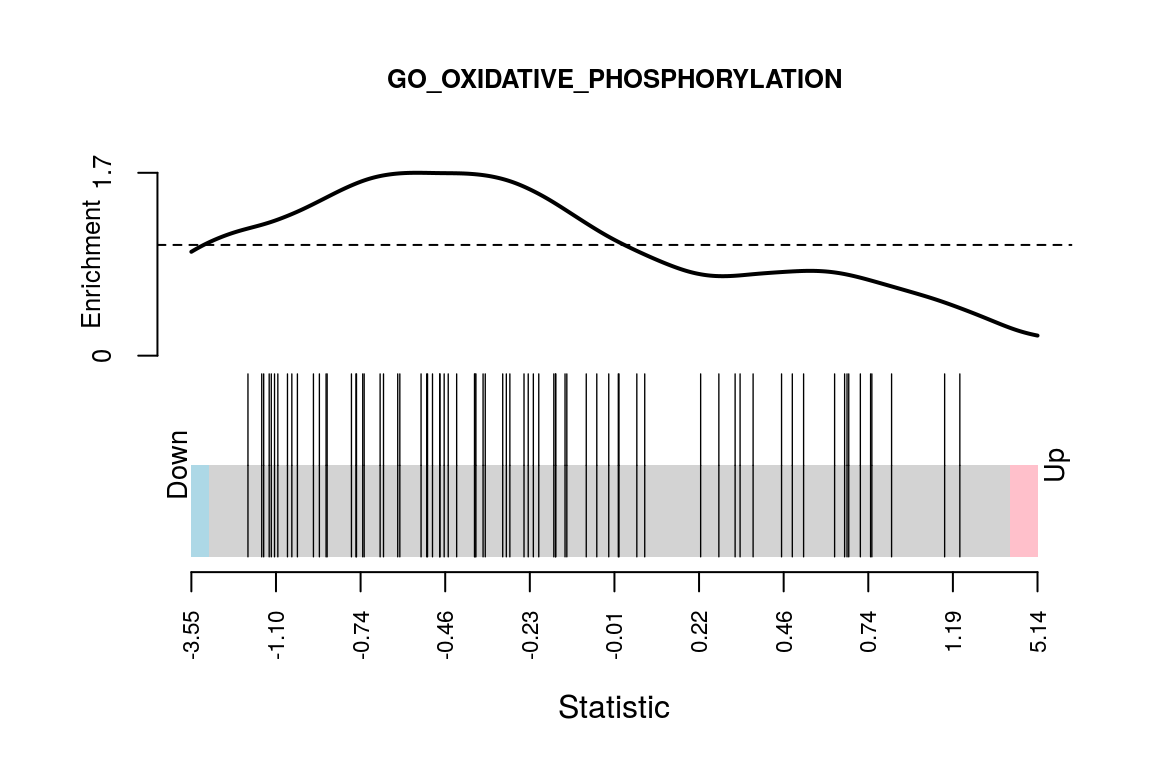 GO_OXIDATIVE_PHOSPHORYLATION
1.7
Enrichment
0
Down
Up
-3.55 -1.10 -0.74 -0.46 -0.23 -0.01 0.22 0.46 0.74 1.19 5.14
Statistic